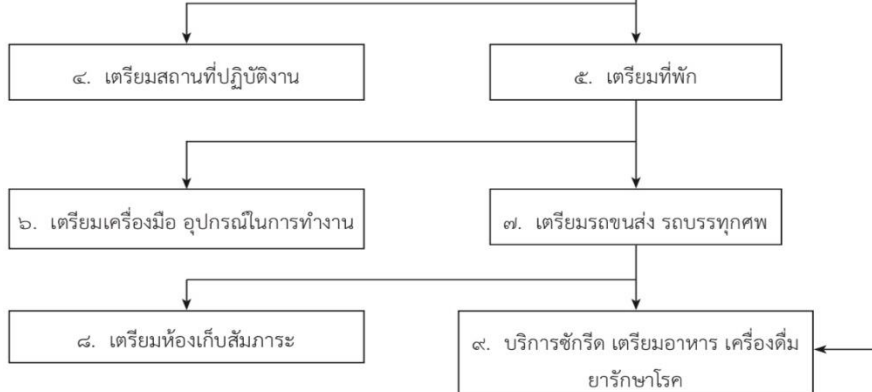 ๔. เตรียมสถานที่ปฏิบัติงาน
๕. เตรียมที่พัก
๖. เตรียมเครื่องมือ อุปกรณ์ในการทำงาน
๗. เตรียมรถขนส่ง รถบรรทุกศพ
๘. เตรียมห้องเก็บสัมภาระ
๙. บริการซักรีด เตรียมอาหาร เครื่องดื่ม
ยารักษาโรค